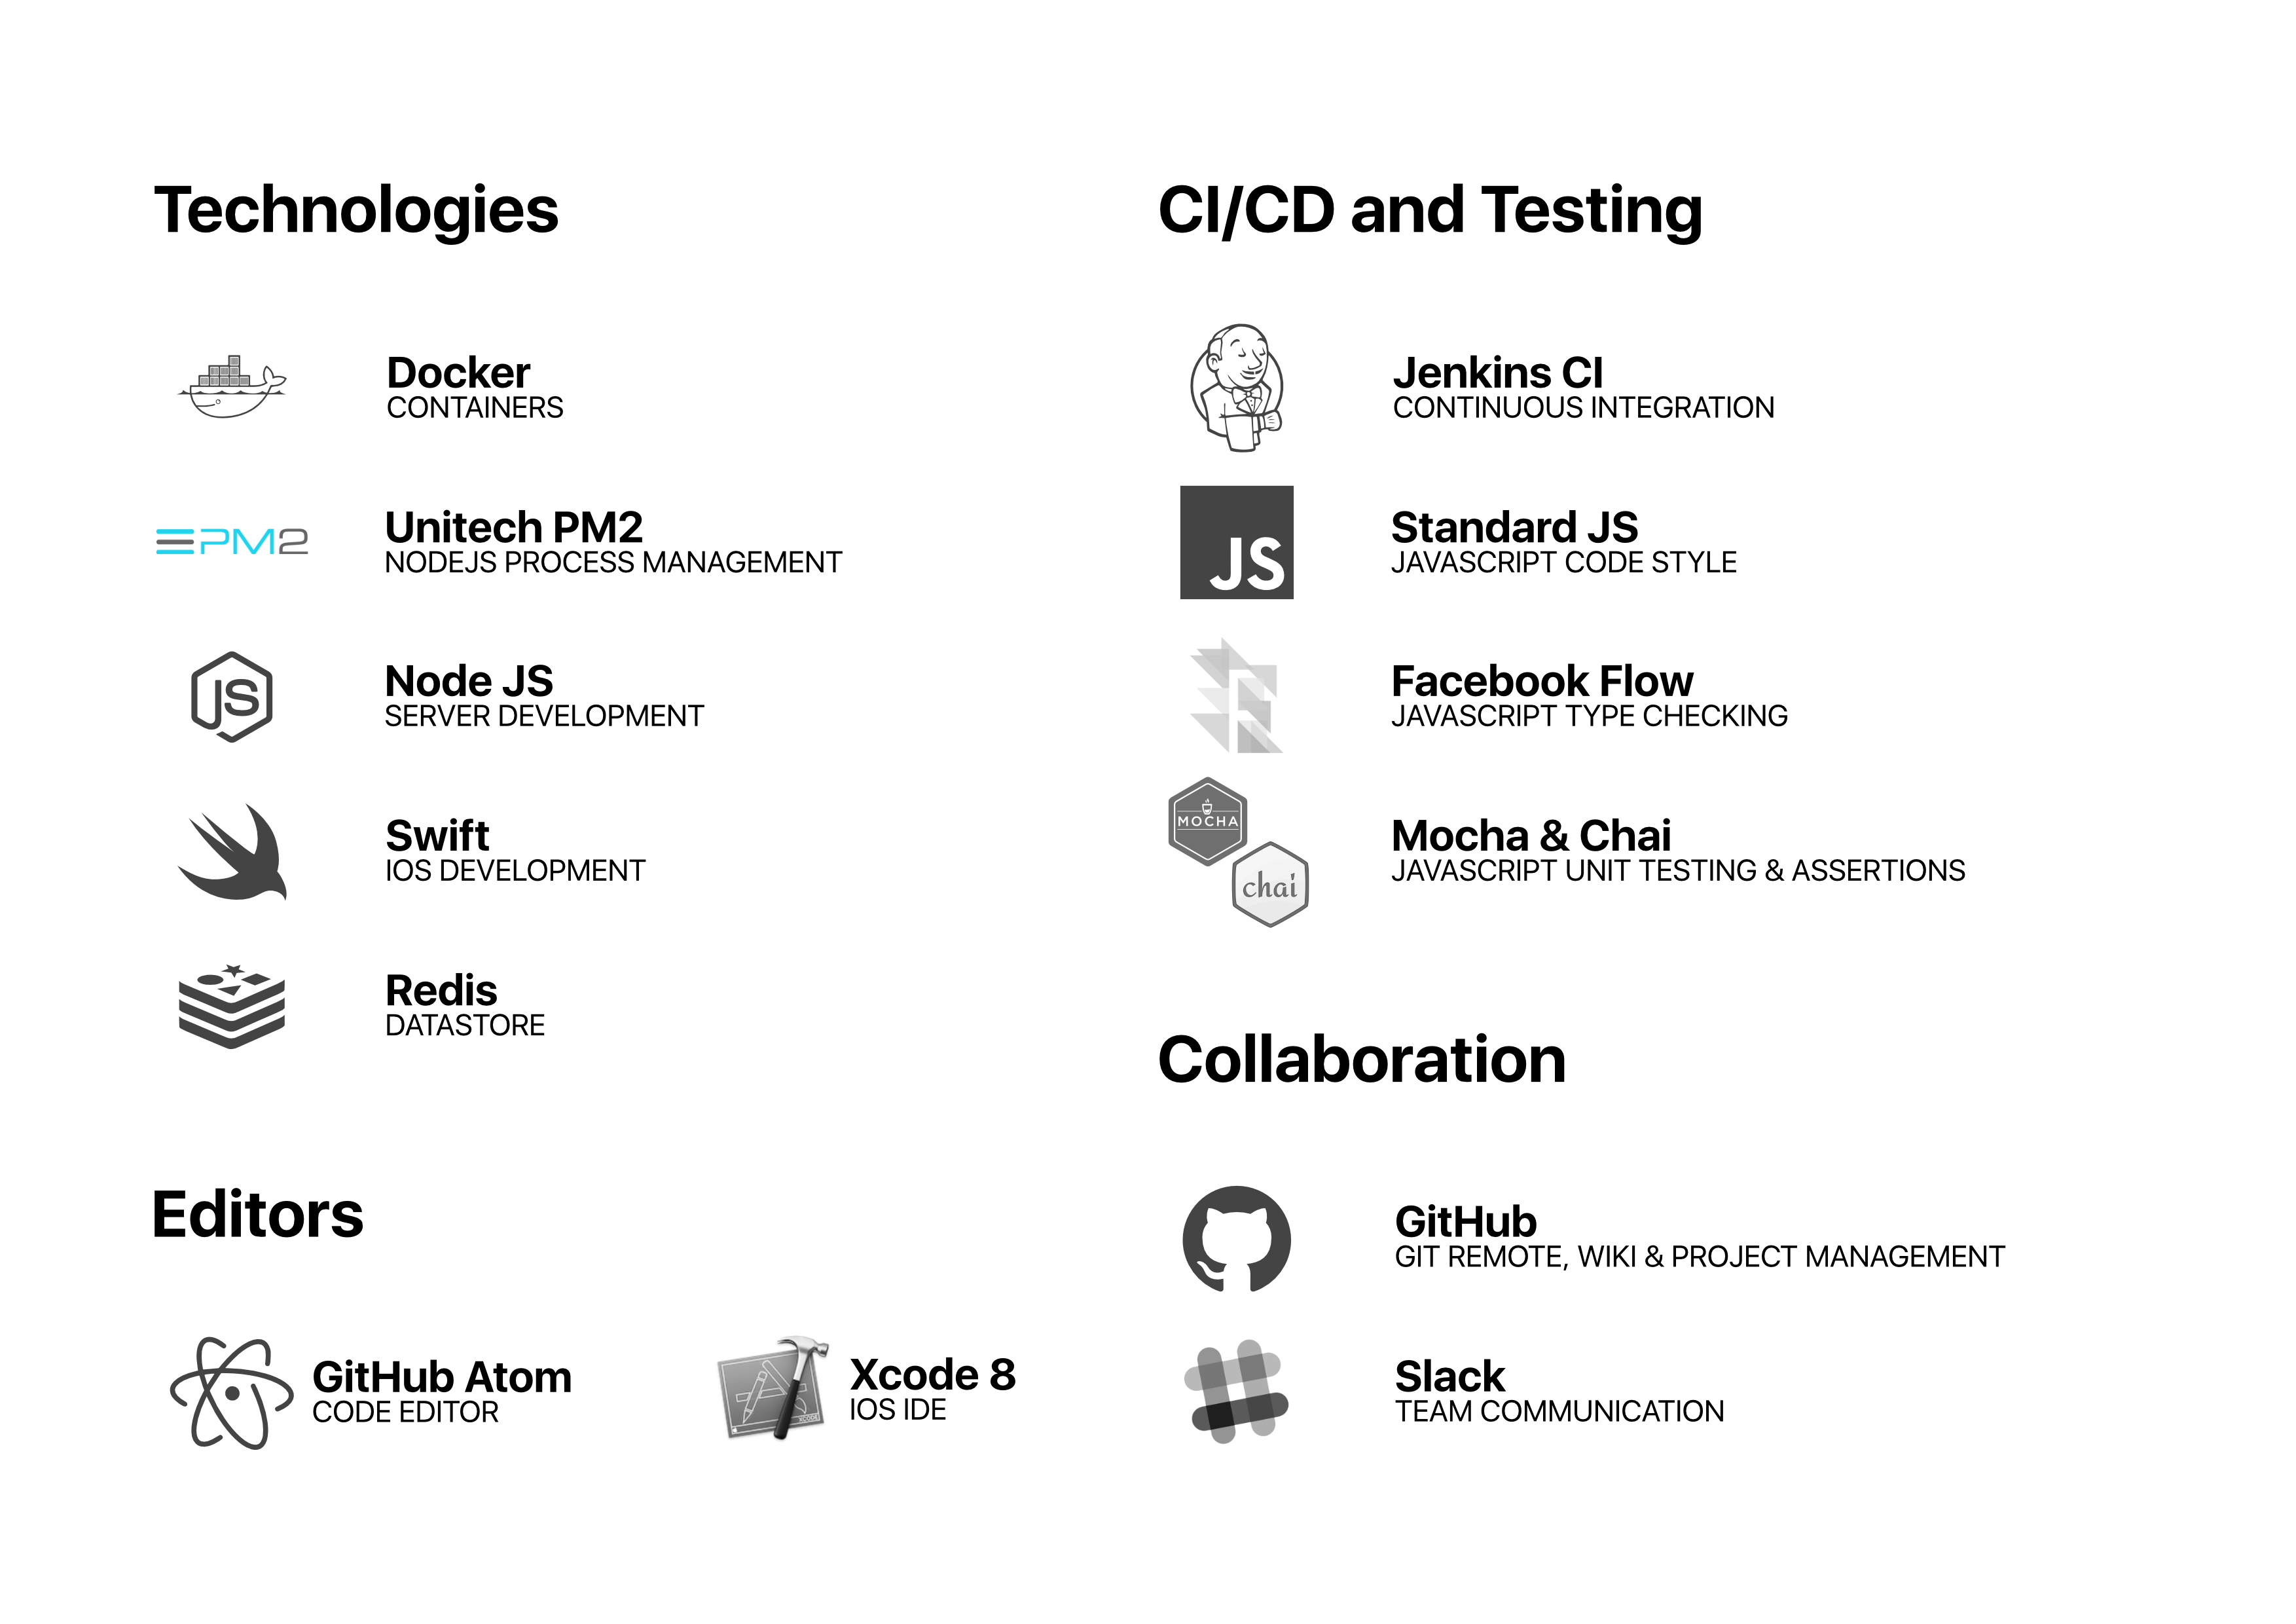 Technologies
Docker
CONTAINERS
PM2
Unitech PM2
NODEJS PROCESS MANAGEMENT
JS
Node JS
SERVER DEVELOPMENT
Swift
IOS DEVELOPMENT
Redis
DATASTORE
Editors
GitHub Atom
CODE EDITOR
XCODE
Xcode 8
IOS IDE
CI/CD and Testing
Jenkins CI
CONTINUOUS INTEGRATION
JS
Standard JS
JAVASCRIPT CODE STYLE
Facebook Flow
JAVASCRIPT TYPE CHECKING
MOCHA
chai
Mocha & Chai
JAVASCRIPT UNIT TESTING & ASSERTIONS
Collaboration
GitHub
GIT REMOTE, WIKI & PROJECT MANAGEMENT
Slack
TEAM COMMUNICATION